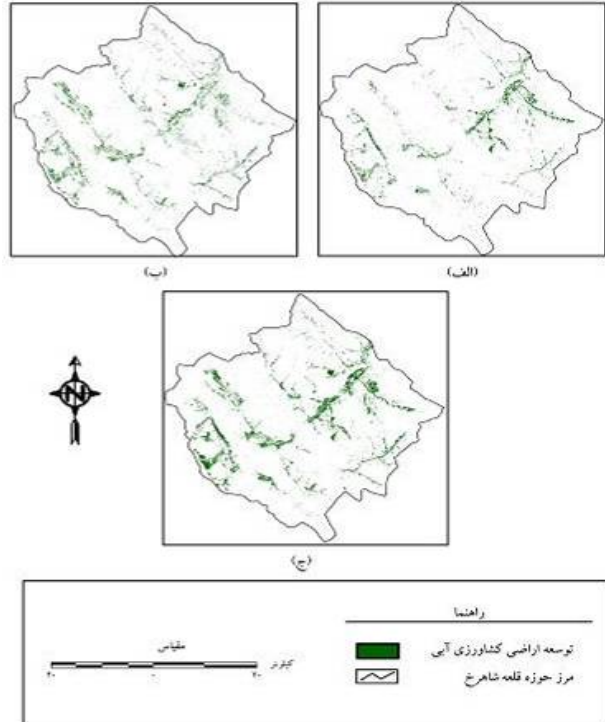 (الف)
(ب)
(ج)
N
راهنما
توسعه اراضی کشاورزی آبی
مرز حوزه قلعه شاهرخ
مقیاس
کیلومتر
۲۰ ۰ ۲۰